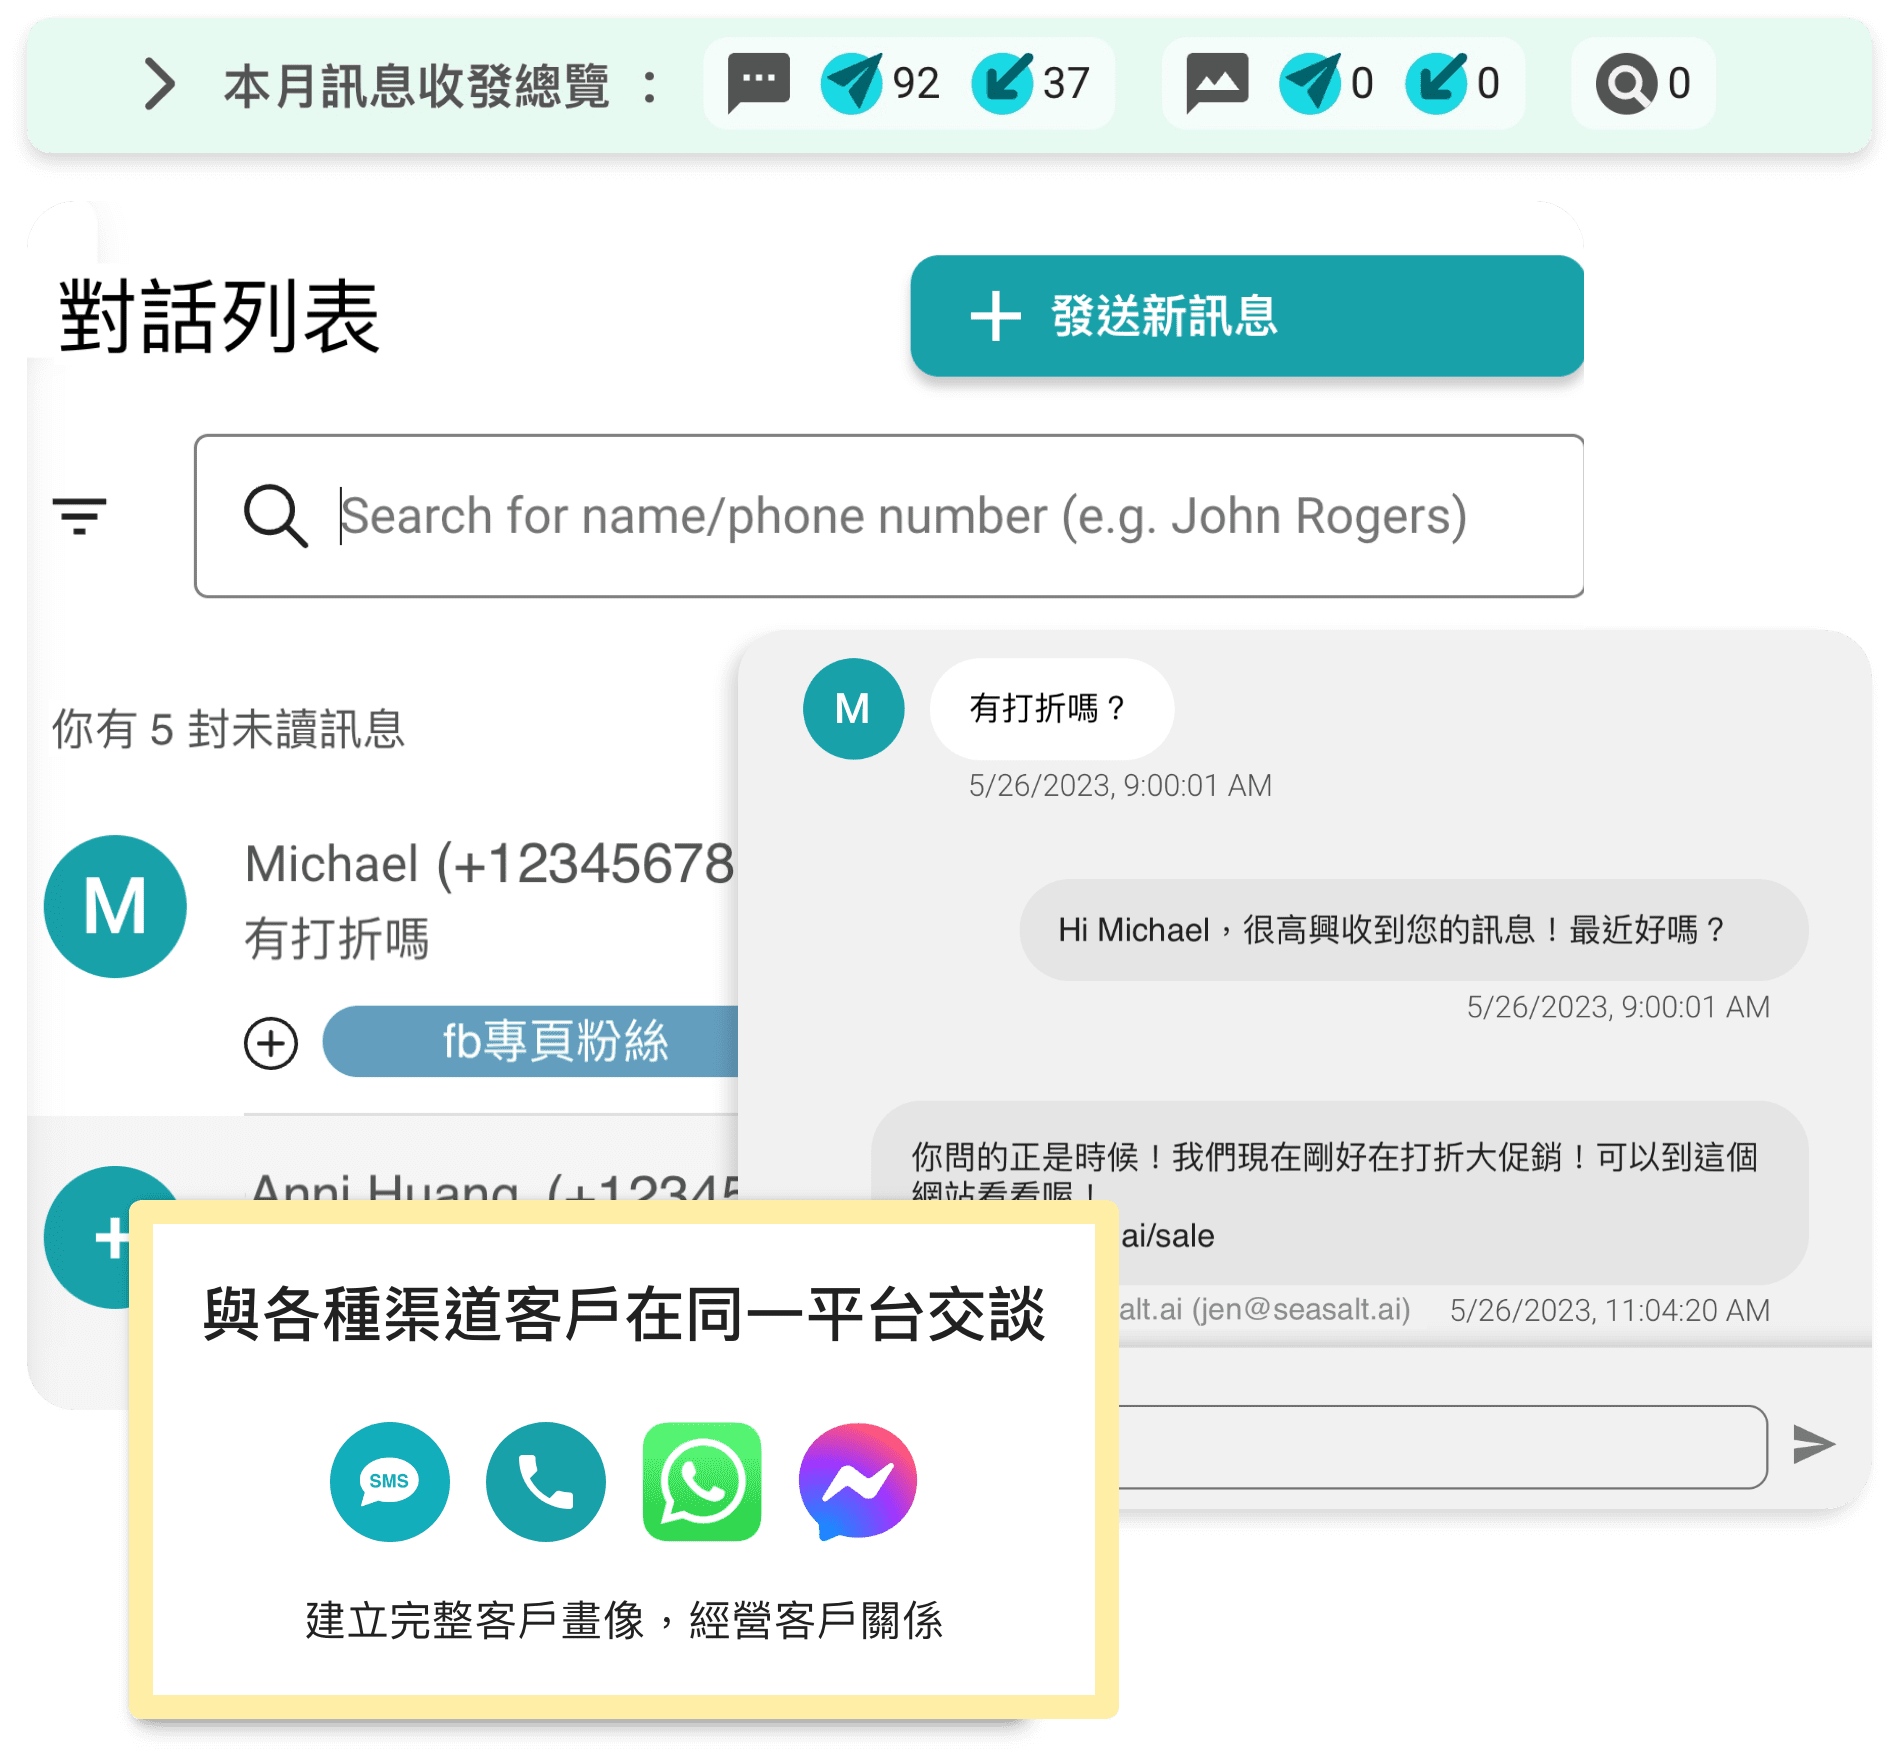 本月訊息收發總覽 : 92 37 0 0 0
對話列表
+ 發送新訊息
Search for name/phone number (e.g. John Rogers)
你有 5 封未讀訊息
M
Michael (+12345678
有打折嗎
fb專頁粉絲
Anni Huang (+12345
M
有打折嗎？
5/26/2023, 9:00:01 AM
Hi Michael，很高興收到您的訊息！最近好嗎？
5/26/2023, 9:00:01 AM
你問的正是時候！我們現在剛好在打折大促銷！可以到這個
網站看看喔！
ai/sale
alt.ai (jen@seasalt.ai) 5/26/2023, 11:04:20 AM
與各種渠道客戶在同一平台交談
SMS
建立完整客戶畫像，經營客戶關係